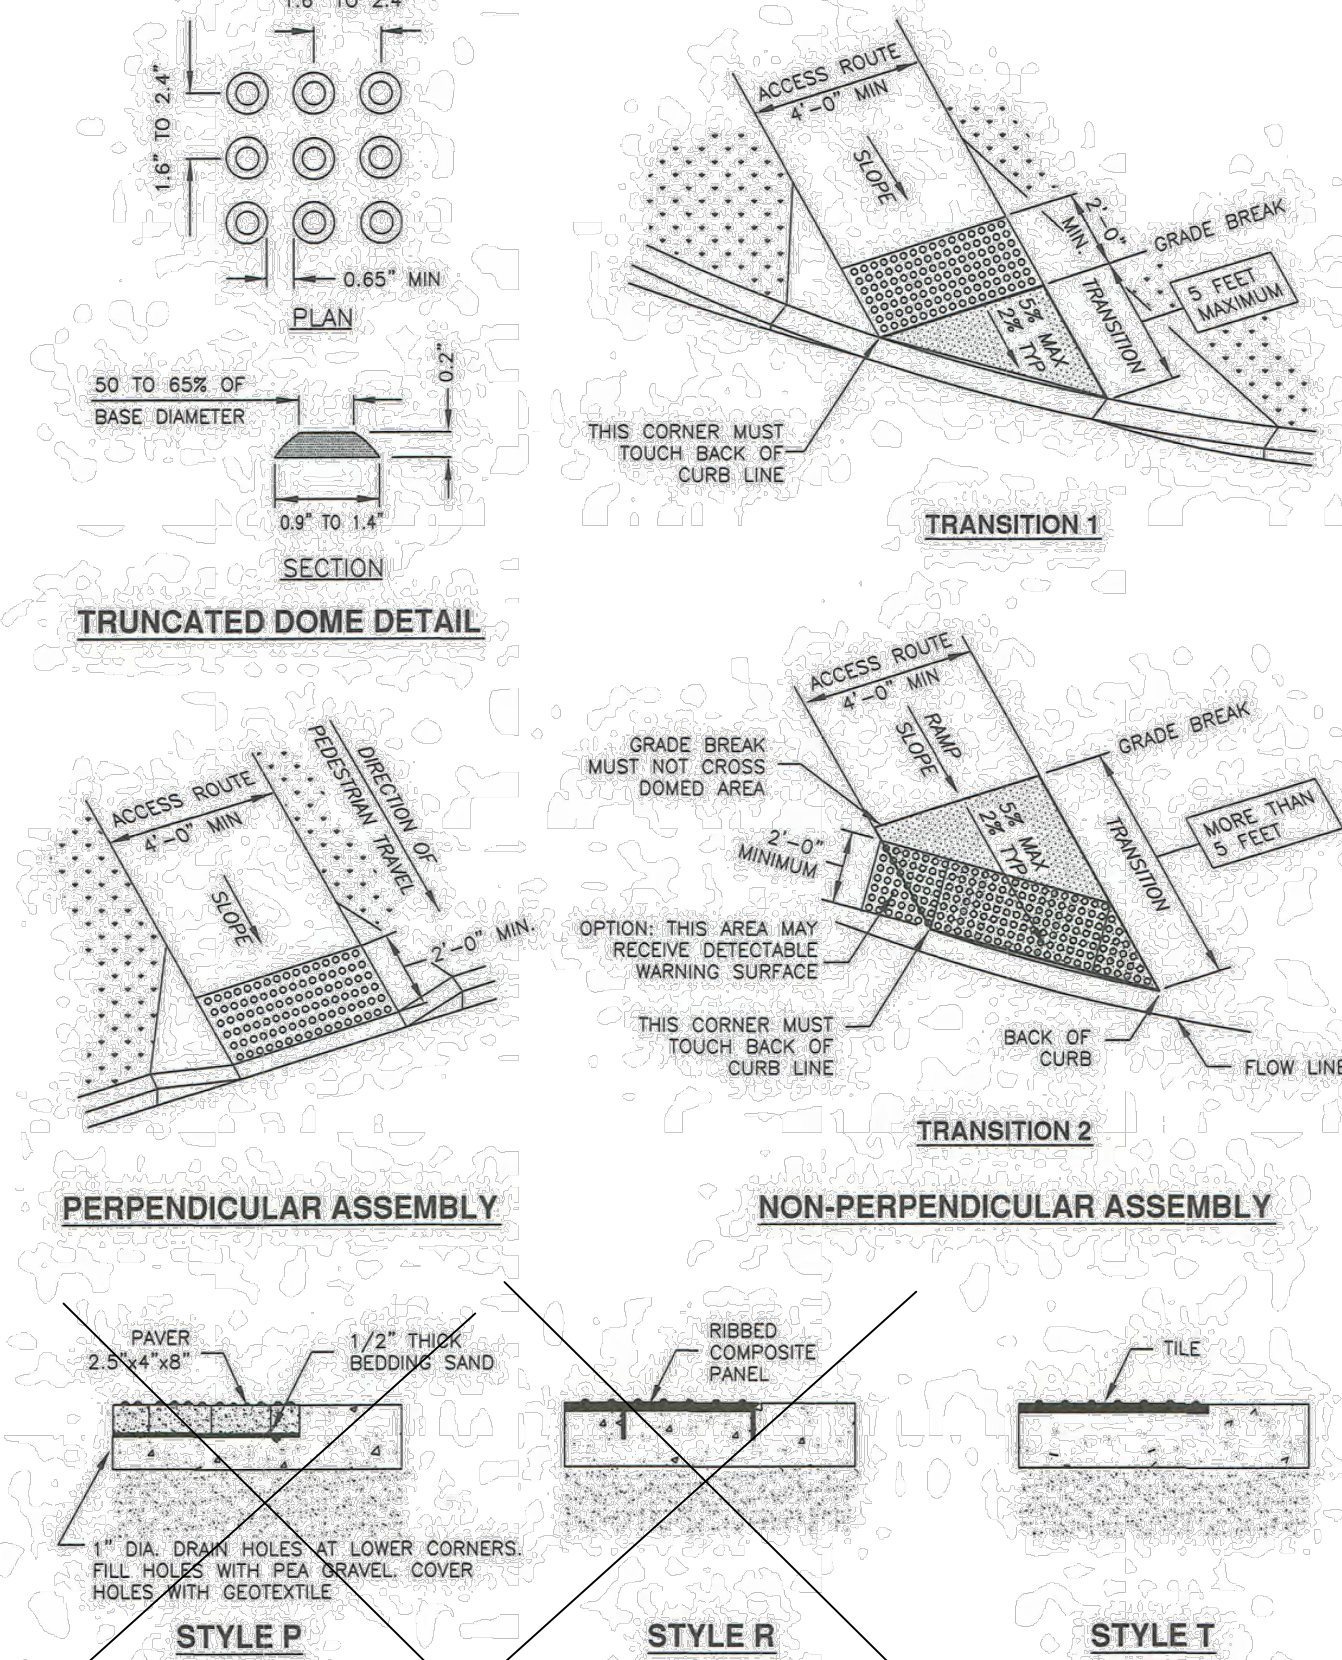 1.6" TO 2.4"
1.6" TO 2.4"
0.65" MIN
PLAN
50 TO 65% OF
BASE DIAMETER
0.2"
0.9" TO 1.4"
SECTION
TRUNCATED DOME DETAIL
ACCESS ROUTE
4'-0" MIN
SLOPE
2'-0"
MIN.
GRADE BREAK
5 FEET
MAXIMUM
TRANSITION
5% MAX
2% TYP
THIS CORNER MUST
TOUCH BACK OF
CURB LINE
TRANSITION 1
ACCESS ROUTE
4'-0" MIN
SLOPE
DIRECTION OF
PEDESTRIAN TRAVEL
2'-0" MIN.
PERPENDICULAR ASSEMBLY
ACCESS ROUTE
4'-0" MIN
RAMP
SLOPE
GRADE BREAK
GRADE BREAK
MUST NOT CROSS
DOMED AREA
5% MAX
2% TYP
TRANSITION
MORE THAN
5 FEET
2'-0"
MINIMUM
OPTION: THIS AREA MAY
RECEIVE DETECTABLE
WARNING SURFACE
THIS CORNER MUST
TOUCH BACK OF
CURB LINE
BACK OF
CURB
FLOW LINE
TRANSITION 2
NON-PERPENDICULAR ASSEMBLY
PAVER
2.5"x4"x8"
1/2" THICK
BEDDING SAND
1" DIA. DRAIN HOLES AT LOWER CORNERS.
FILL HOLES WITH PEA GRAVEL. COVER
HOLES WITH GEOTEXTILE
STYLE P
RIBBED
COMPOSITE
PANEL
STYLE R
TILE
STYLE T